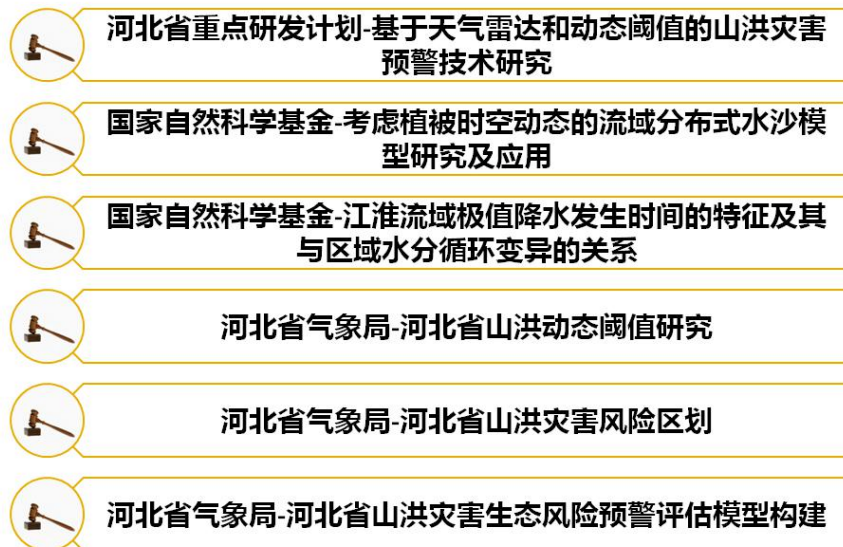 河北省重点研发计划-基于天气雷达和动态阈值的山洪灾害
预警技术研究
国家自然科学基金-考虑植被时空动态的流域分布式水沙模
型研究及应用
国家自然科学基金-江淮流域极值降水发生时间的特征及其
与区域水分循环变异的关系
河北省气象局-河北省山洪动态阈值研究
河北省气象局-河北省山洪灾害风险区划
河北省气象局-河北省山洪灾害生态风险预警评估模型构建